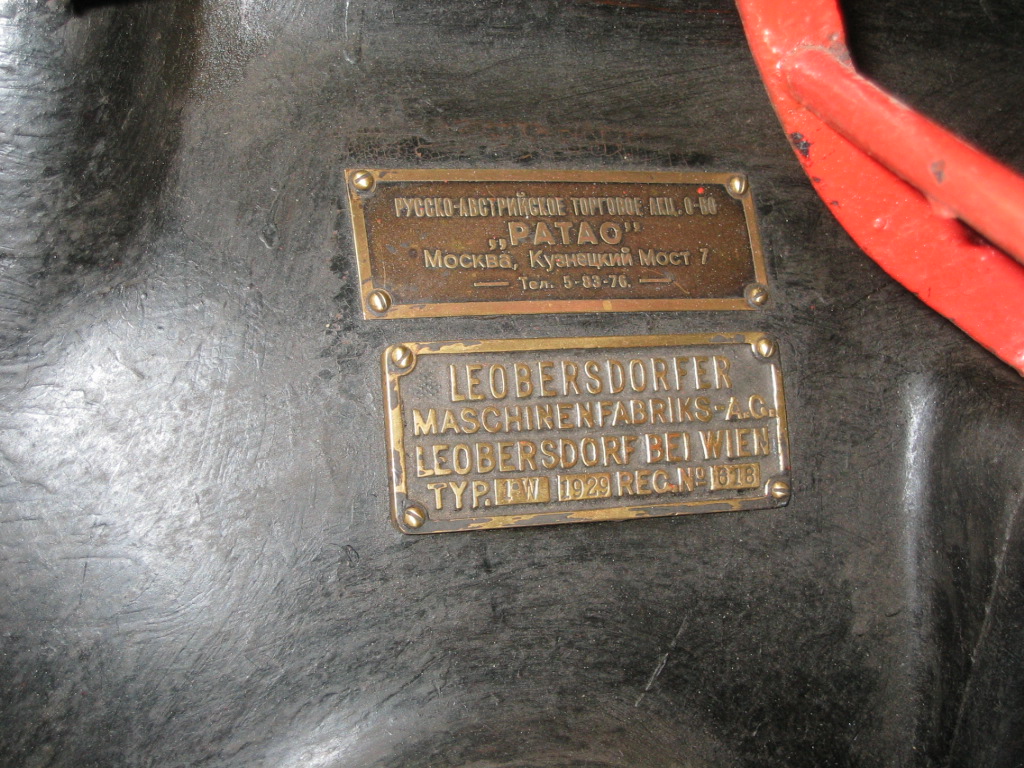 РУССКО-АВСТРИЙСКОЕ ТОРГОВОЕ АКЦ. О-ВО
„РАТАО"
Москва, Кузнецкий Мост 7
— Тел. 5-83-76. —
LEOBERSDORFER
MASCHINENFABRIKS-A.G.
LEOBERSDORF BEI WIEN
TYP. 1929 REG. Nº 618